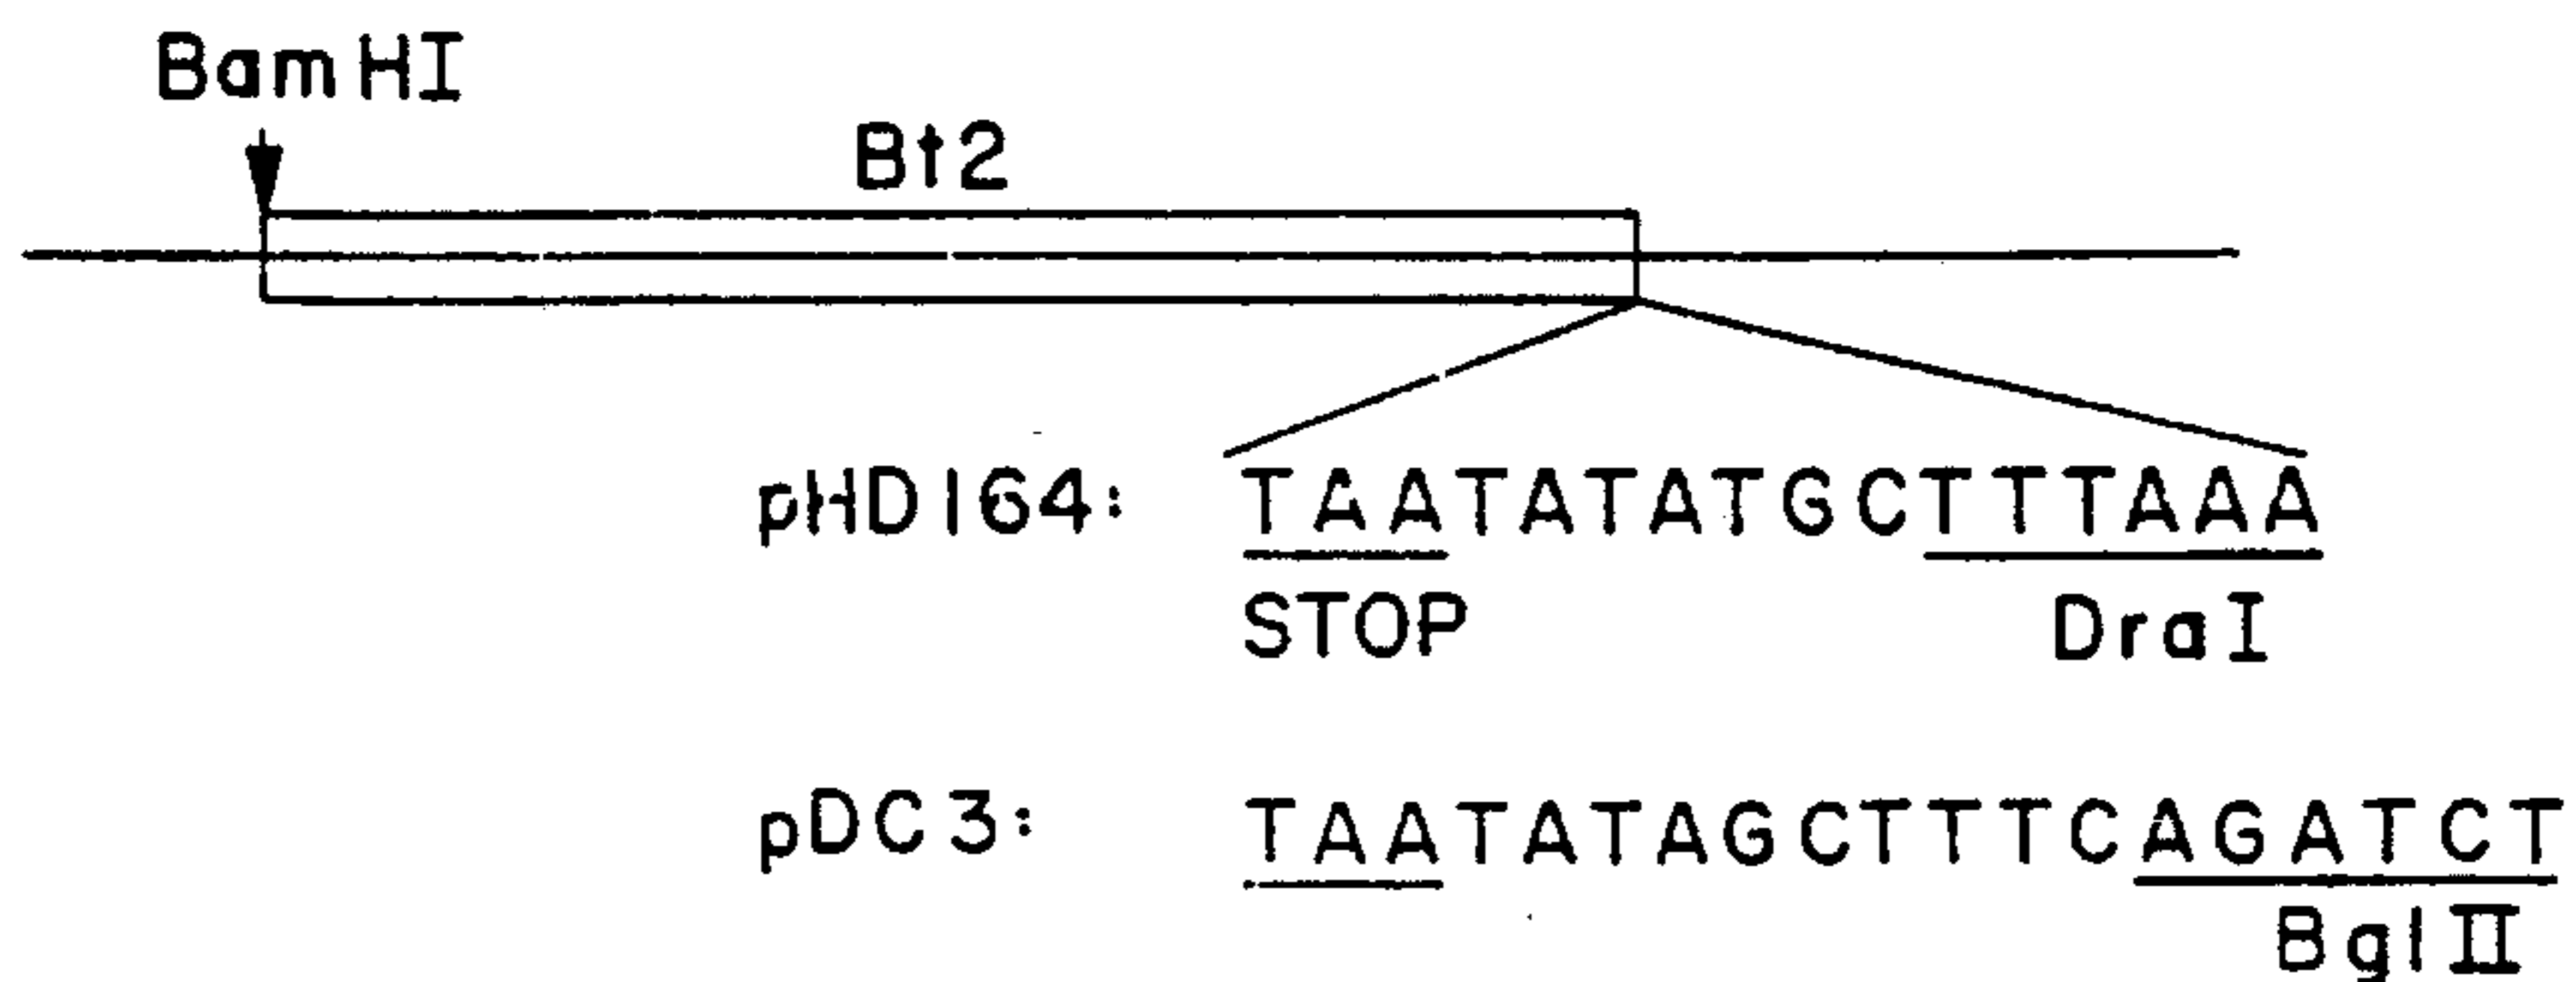 BamHI
Bt2
pHD164: TAATATATGCTTTAAA
STOP DraI
pDC3: TAATATAGCTTTCAGATCT
BglII